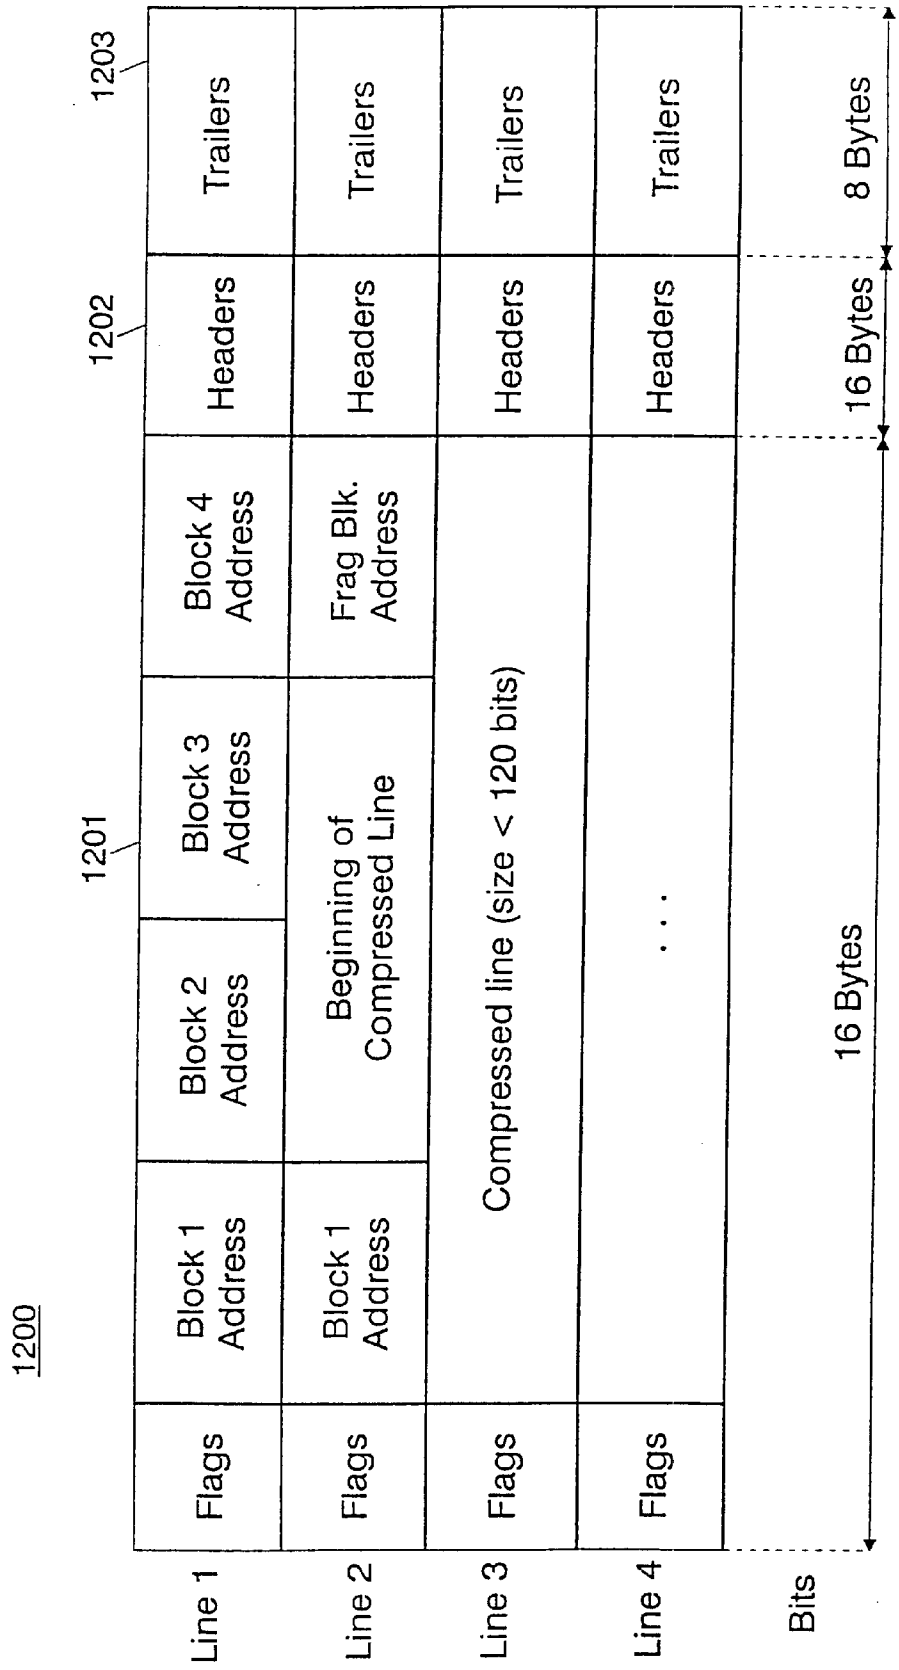 1200
1201
1202
1203
Line 1
Flags
Block 1
Address
Block 2
Address
Block 3
Address
Block 4
Address
Headers
Trailers
Line 2
Flags
Block 1
Address
Beginning of
Compressed Line
Frag Blk.
Address
Headers
Trailers
Line 3
Flags
Compressed line (size < 120 bits)
Headers
Trailers
Line 4
Flags
. . .
Headers
Trailers
Bits
16 Bytes
16 Bytes
8 Bytes